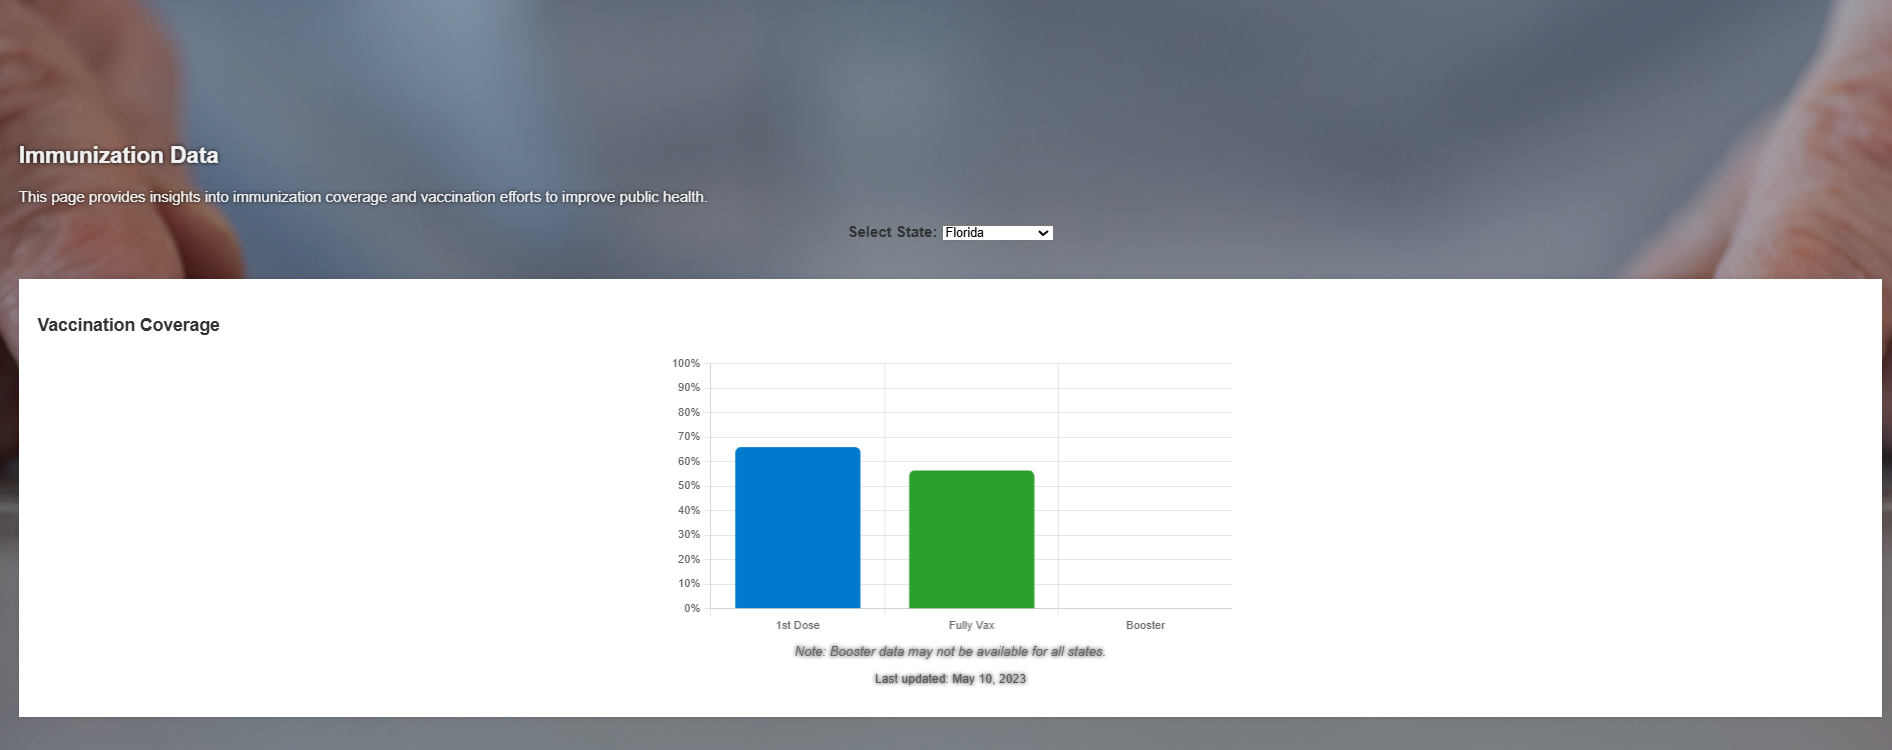 Immunization Data
This page provides insights into immunization coverage and vaccination efforts to improve public health.
Select State: Florida
Vaccination Coverage
100%
90%
80%
70%
60%
50%
40%
30%
20%
10%
0%
1st Dose Fully Vax Booster
Note: Booster data may not be available for all states.
Last updated: May 10, 2023